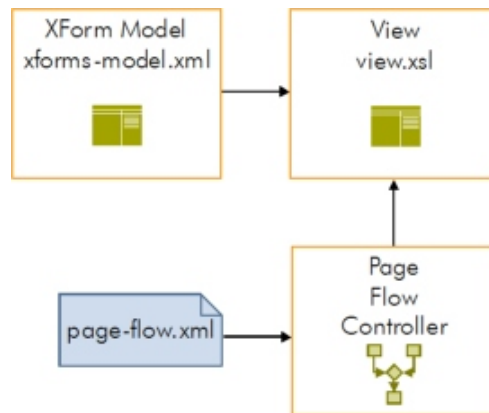 XForm Model
xforms-model.xml
View
view.xsl
page-flow.xml
Page
Flow
Controller